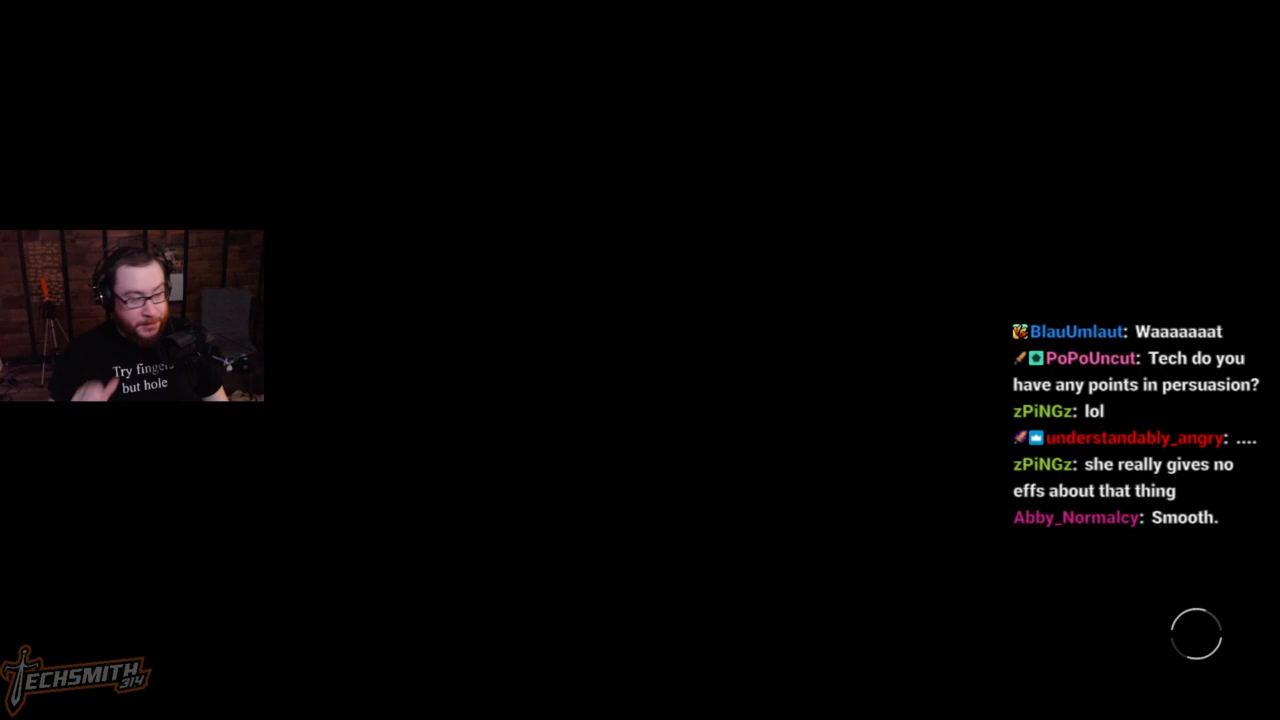 Try fingers
but hole
BlauUmlaut: Waaaaaaat
PoPoUncut: Tech do you
have any points in persuasion?
zPiNGz: lol
understandably_angry: ....
zPiNGz: she really gives no
effs about that thing
Abby_Normalcy: Smooth.
TECHSMITH
314